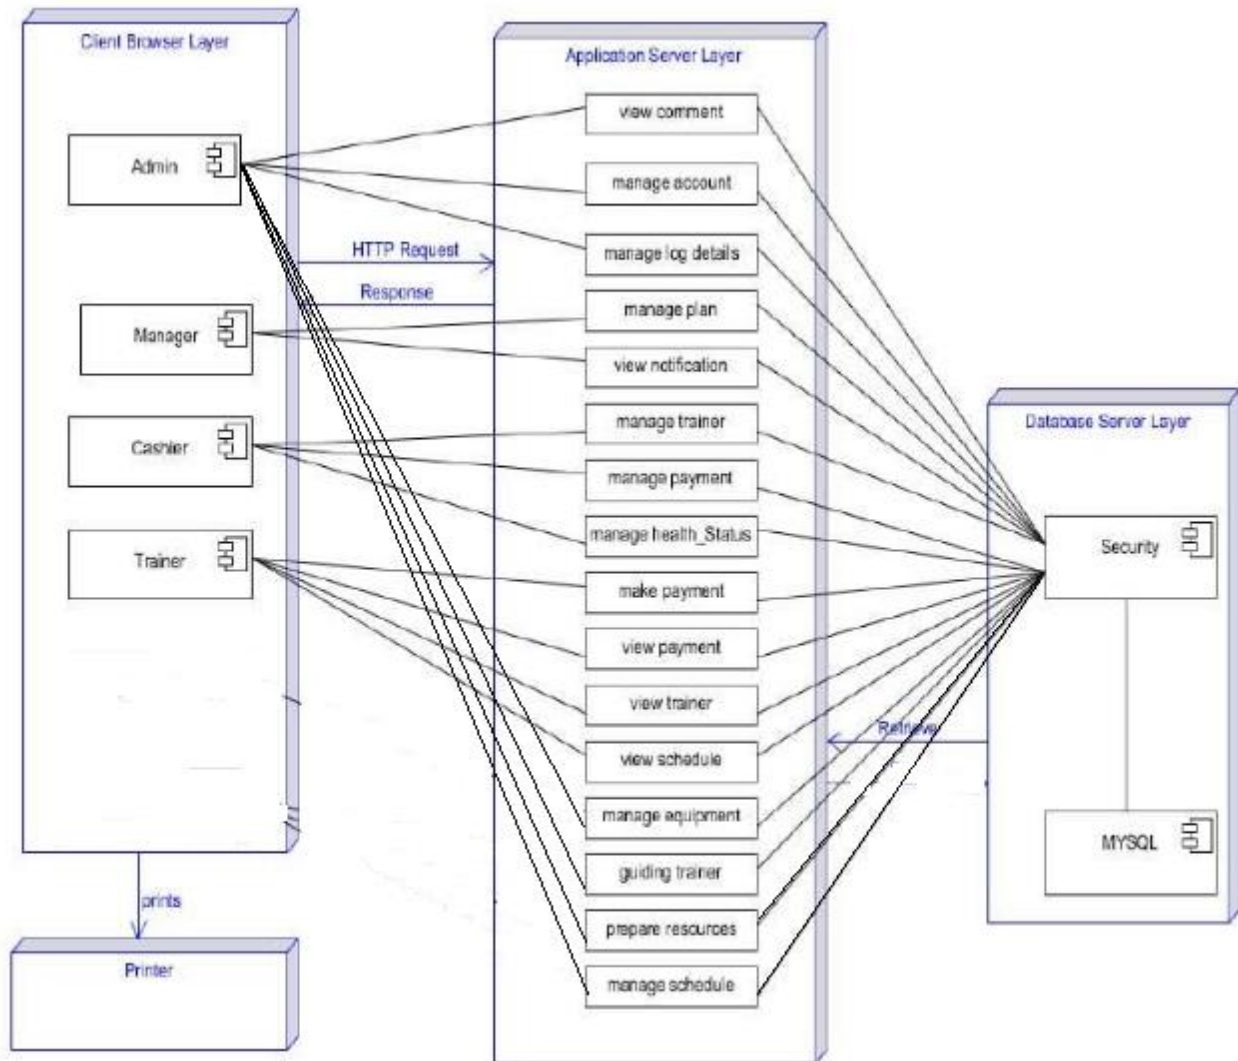 Client Browser Layer
Admin
Manager
Cashier
Trainer
HTTP Request
Response
prints
Printer
Application Server Layer
view comment
manage account
manage log details
manage plan
view notification
manage trainer
manage payment
manage health_Status
make payment
view payment
view trainer
view schedule
manage equipment
guiding trainer
prepare resources
manage schedule
Retrieve
Database Server Layer
Security
MYSQL